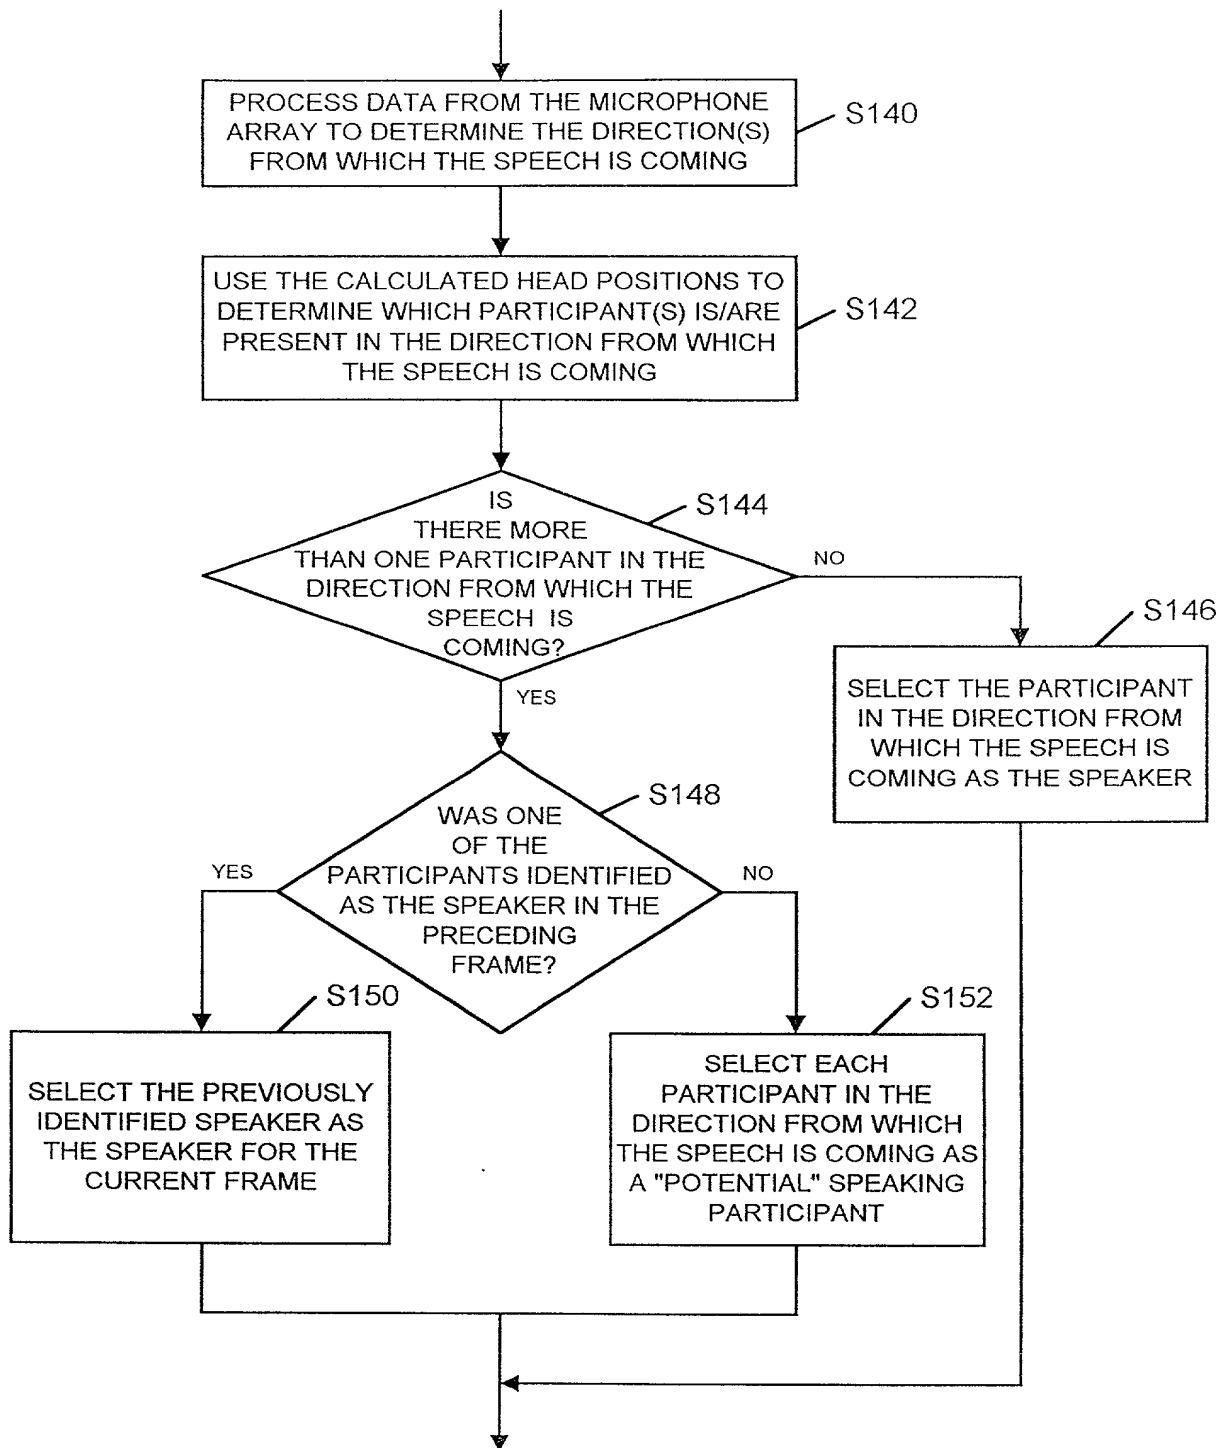 PROCESS DATA FROM THE MICROPHONE
ARRAY TO DETERMINE THE DIRECTION(S)
FROM WHICH THE SPEECH IS COMING
S140
USE THE CALCULATED HEAD POSITIONS TO
DETERMINE WHICH PARTICIPANT(S) IS/ARE
PRESENT IN THE DIRECTION FROM WHICH
THE SPEECH IS COMING
S142
IS
THERE MORE
THAN ONE PARTICIPANT IN THE
DIRECTION FROM WHICH THE
SPEECH IS
COMING?
S144
NO
YES
S146
SELECT THE PARTICIPANT
IN THE DIRECTION FROM
WHICH THE SPEECH IS
COMING AS THE SPEAKER
WAS ONE
OF THE
PARTICIPANTS IDENTIFIED
AS THE SPEAKER IN THE
PRECEDING
FRAME?
S148
YES
NO
S150
SELECT THE PREVIOUSLY
IDENTIFIED SPEAKER AS
THE SPEAKER FOR THE
CURRENT FRAME
S152
SELECT EACH
PARTICIPANT IN THE
DIRECTION FROM WHICH
THE SPEECH IS COMING AS
A "POTENTIAL" SPEAKING
PARTICIPANT